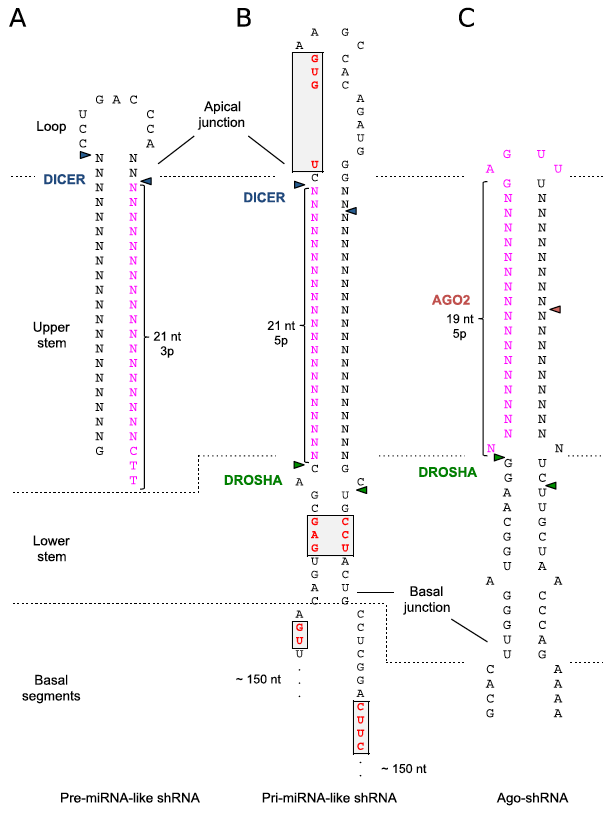 A
B
C
Loop
Apical
junction
DICER
DICER
AGO2
Upper
stem
21 nt
3p
21 nt
5p
19 nt
5p
DROSHA
DROSHA
Lower
stem
Basal
junction
Basal
segments
~ 150 nt
~ 150 nt
C C U G A C C C A
N N N N N N N N N N N N N N N N N N N N G
N N N N N N N N N N N N N N N N N N N N C T T
A A G C
G U G U C
C A C A G A U G G G
N N N N N N N N N N N N N N N N N N N N C A G C G A G U G A C A G U U . . .
N N N N N N N N N N N N N N N N N N N N G C U G C C U A C U G C C U C G G A C U U C . .
A G U U
G N N N N N N N N N N N N N N N N N N G G A A C G G U A G G G U U C A C G
U N N N N N N N N N N N N N N N N N N U C U U G C U A A C C C A G A A A A
Pre-miRNA-like shRNA
Pri-miRNA-like shRNA
Ago-shRNA